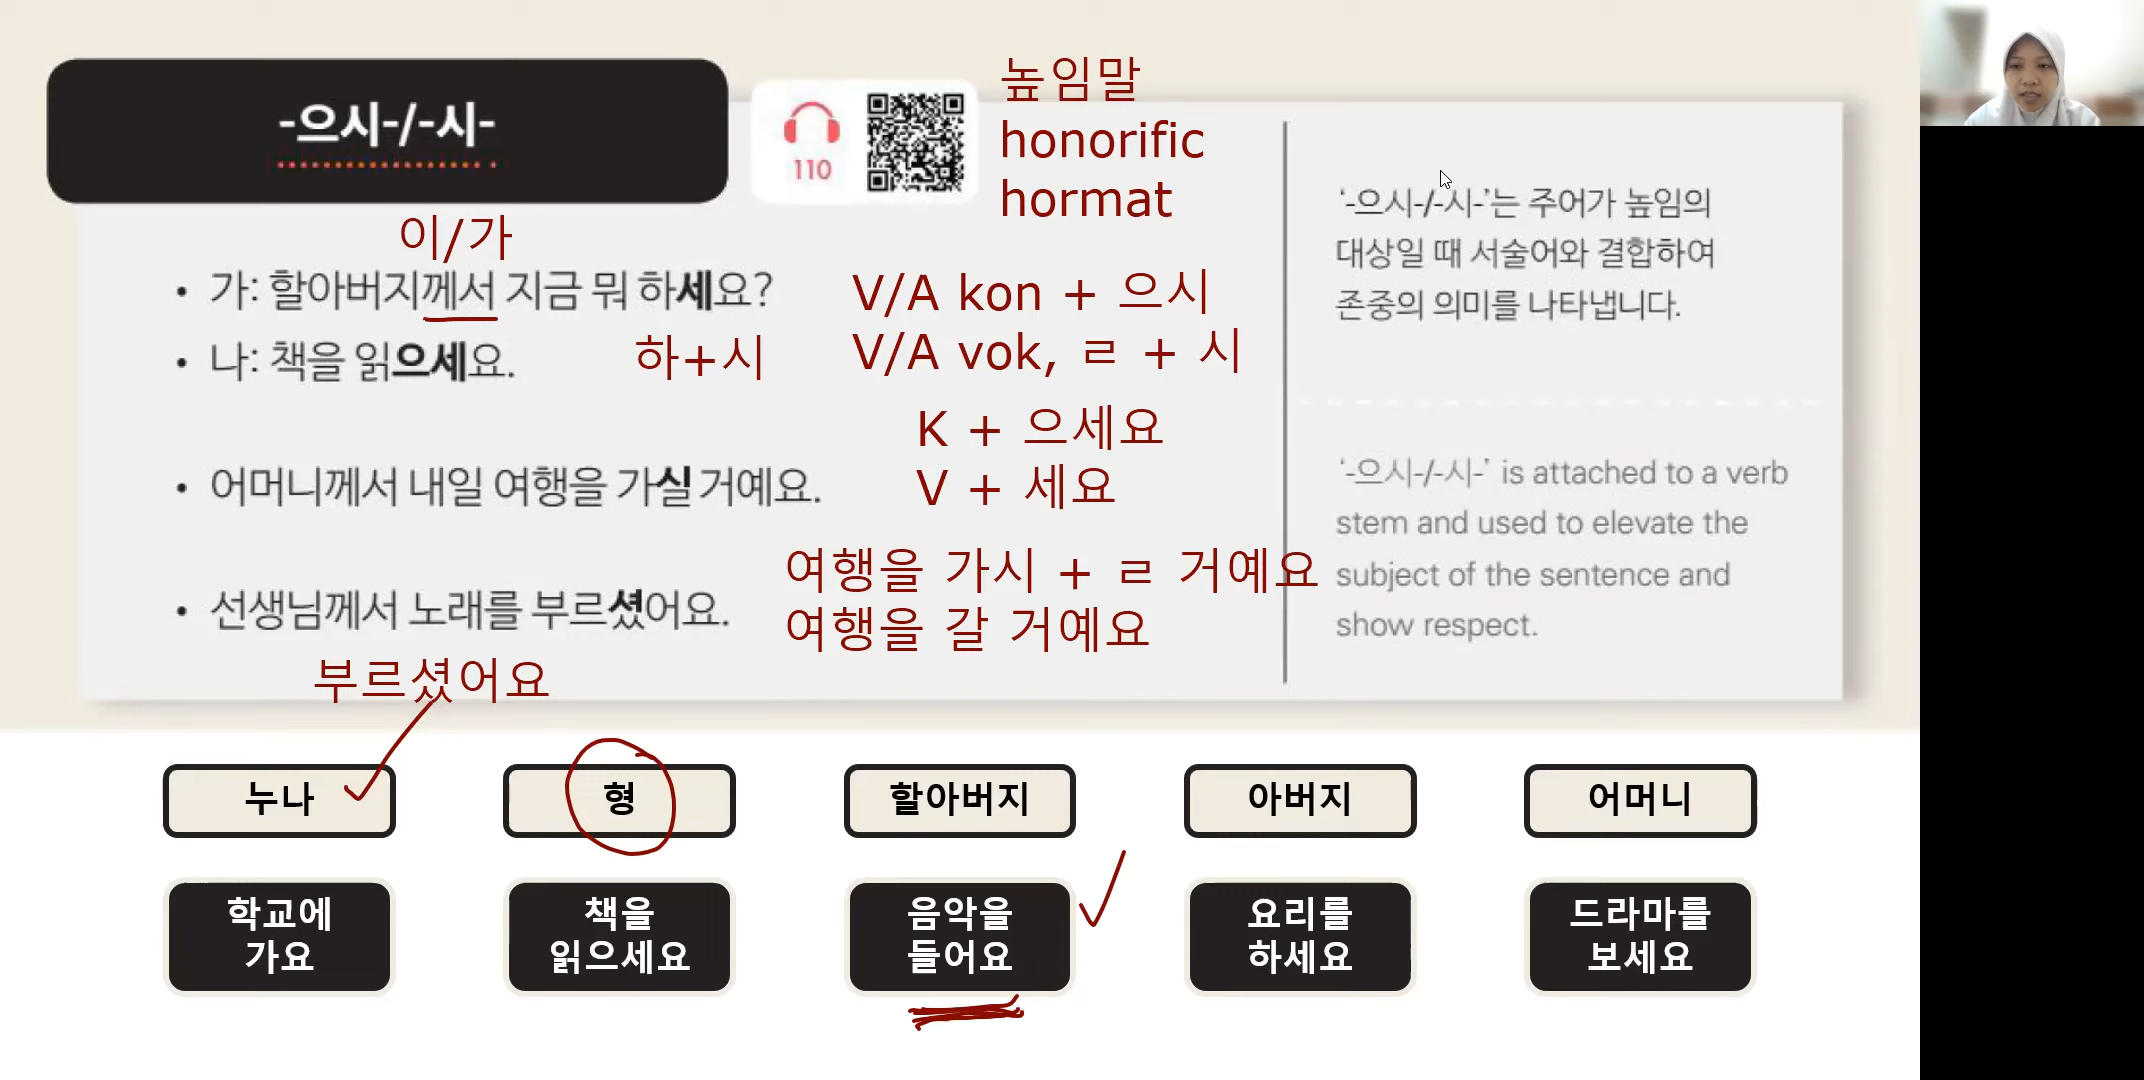 -으시-/-시-
110
높임말
honorific
hormat
이/가
• 가: 할아버지께서 지금 뭐 하세요?
• 나: 책을 읽으세요.
하+시
• 어머니께서 내일 여행을 가실 거예요.
• 선생님께서 노래를 부르셨어요.
부르셨어요
V/A kon + 으시
V/A vok, ㄹ + 시
K + 으세요
V + 세요
여행을 가시 + ㄹ 거예요
여행을 갈 거예요
‘-으시-/-시-’는 주어가 높임의
대상일 때 서술어와 결합하여
존중의 의미를 나타냅니다.
‘-으시-/-시-’ is attached to a verb
stem and used to elevate the
subject of the sentence and
show respect.
누나
형
할아버지
아버지
어머니
학교에
가요
책을
읽으세요
음악을
들어요
요리를
하세요
드라마를
보세요